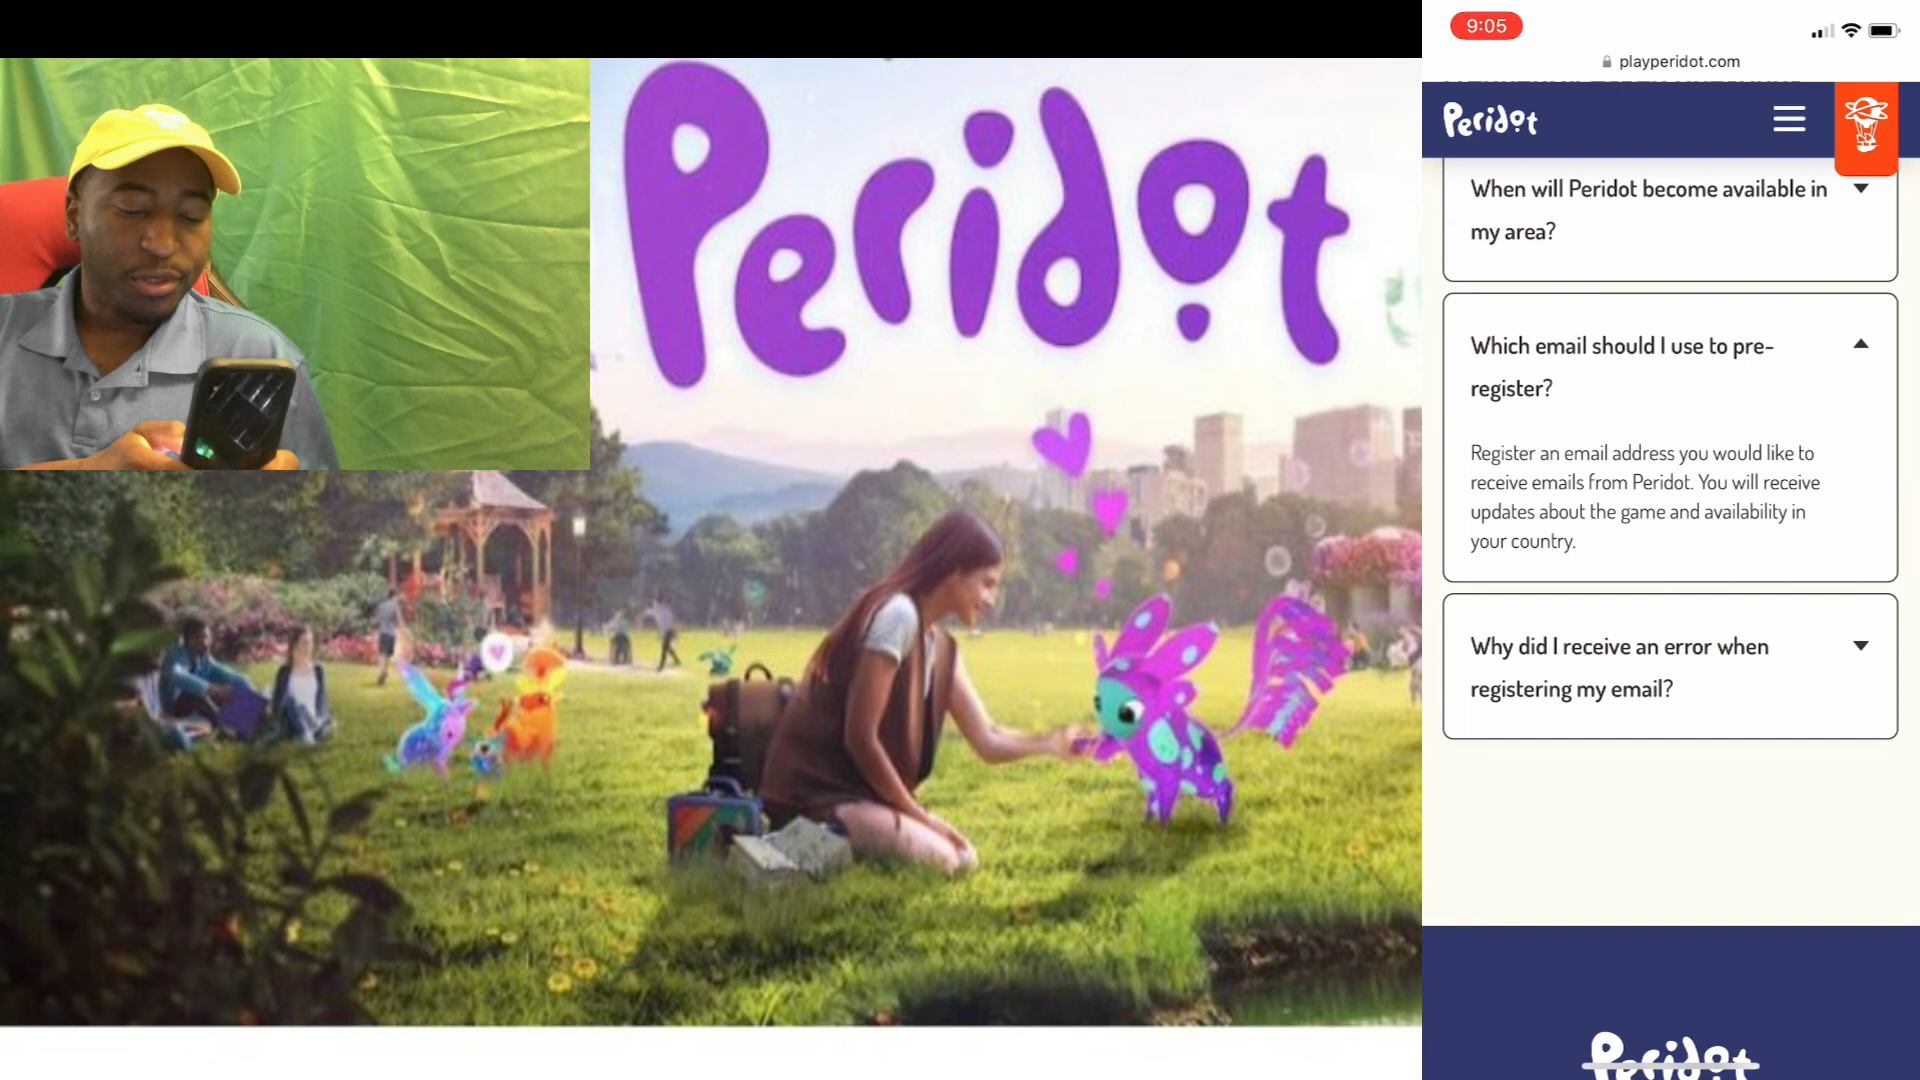 Peridot
9:05
playperidot.com
Peridot
When will Peridot become available in
my area?
Which email should I use to pre-
register?
Register an email address you would like to
receive emails from Peridot. You will receive
updates about the game and availability in
your country.
Why did I receive an error when
registering my email?
Peridot